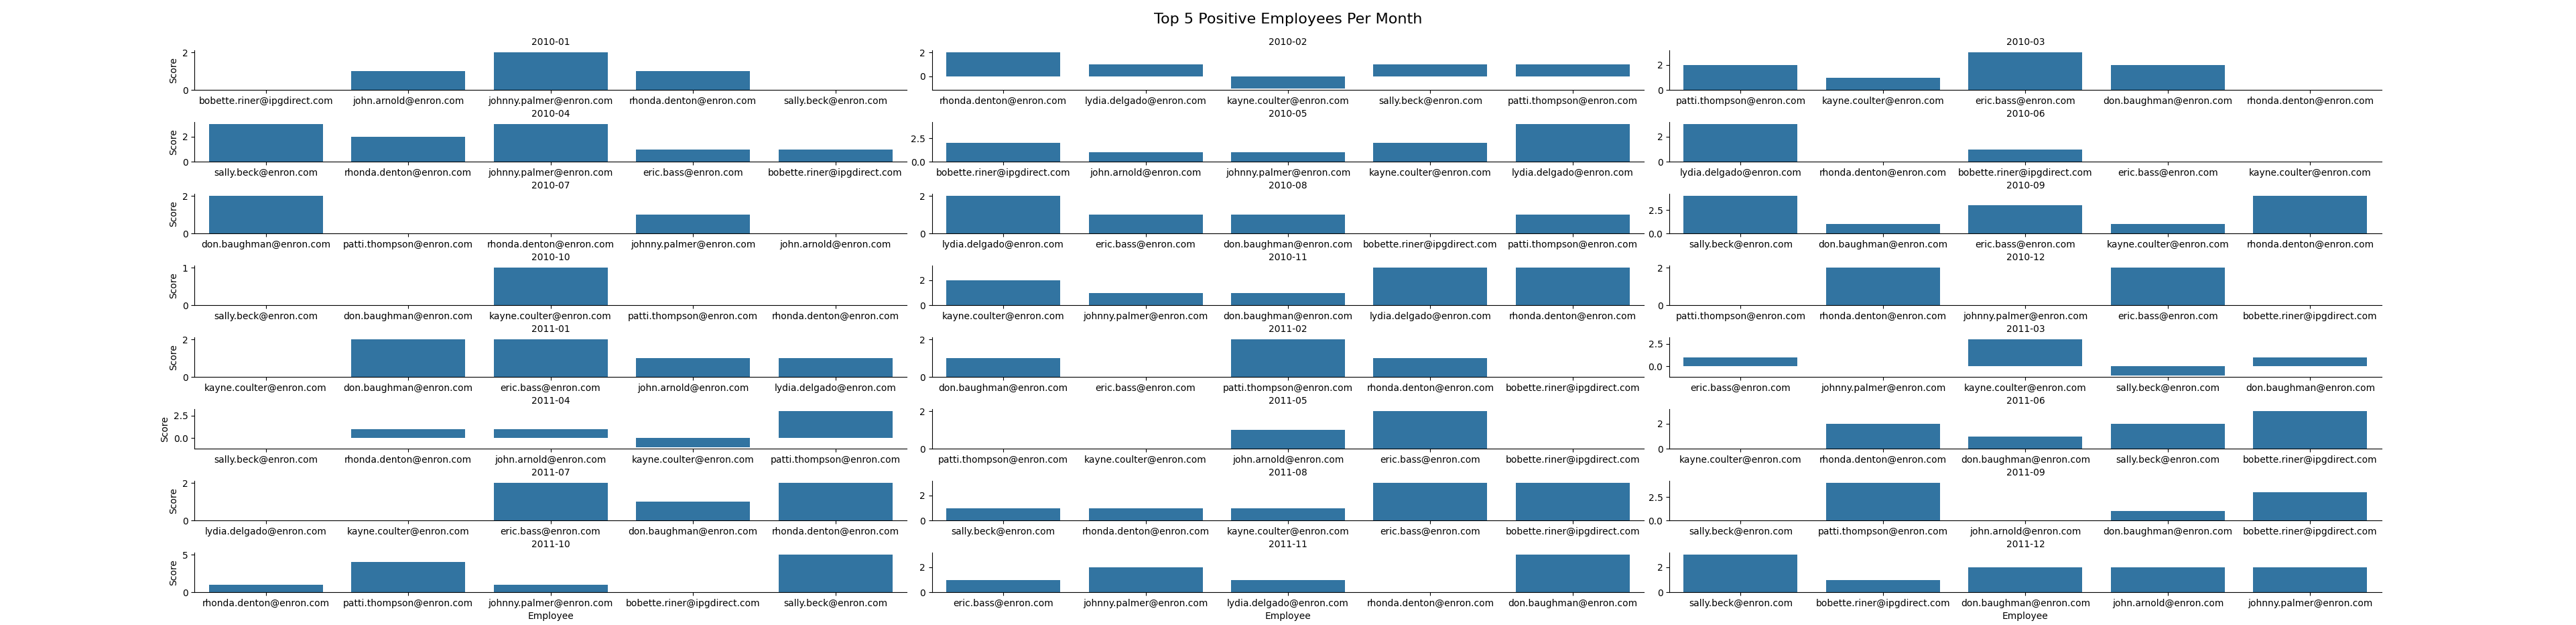 Top 5 Positive Employees Per Month
2010-01 2010-02 2010-03
2 2
Score 2
0 0 0
bobette.riner@ipgdirect.com john.arnold@enron.com johnny.palmer@enron.com rhonda.denton@enron.com sally.beck@enron.com rhonda.denton@enron.com lydia.delgado@enron.com kayne.coulter@enron.com sally.beck@enron.com patti.thompson@enron.com patti.thompson@enron.com kayne.coulter@enron.com eric.bass@enron.com don.baughman@enron.com rhonda.denton@enron.com
2010-04 2010-05 2010-06
Score 2 2.5 2
0 0.0 0
sally.beck@enron.com rhonda.denton@enron.com johnny.palmer@enron.com eric.bass@enron.com bobette.riner@ipgdirect.com bobette.riner@ipgdirect.com john.arnold@enron.com johnny.palmer@enron.com kayne.coulter@enron.com lydia.delgado@enron.com lydia.delgado@enron.com rhonda.denton@enron.com bobette.riner@ipgdirect.com eric.bass@enron.com kayne.coulter@enron.com
2010-07 2010-08 2010-09
Score 2 2 2.5
0 0 0.0
don.baughman@enron.com patti.thompson@enron.com rhonda.denton@enron.com johnny.palmer@enron.com john.arnold@enron.com lydia.delgado@enron.com eric.bass@enron.com don.baughman@enron.com bobette.riner@ipgdirect.com patti.thompson@enron.com sally.beck@enron.com don.baughman@enron.com eric.bass@enron.com kayne.coulter@enron.com rhonda.denton@enron.com
2010-10 2010-11 2010-12
Score 1 2 2
0 0 0
sally.beck@enron.com don.baughman@enron.com kayne.coulter@enron.com patti.thompson@enron.com rhonda.denton@enron.com kayne.coulter@enron.com johnny.palmer@enron.com don.baughman@enron.com lydia.delgado@enron.com rhonda.denton@enron.com patti.thompson@enron.com rhonda.denton@enron.com johnny.palmer@enron.com eric.bass@enron.com bobette.riner@ipgdirect.com
2011-01 2011-02 2011-03
Score 2 2 2.5
0 0 0.0
kayne.coulter@enron.com don.baughman@enron.com eric.bass@enron.com john.arnold@enron.com lydia.delgado@enron.com don.baughman@enron.com eric.bass@enron.com patti.thompson@enron.com rhonda.denton@enron.com bobette.riner@ipgdirect.com eric.bass@enron.com johnny.palmer@enron.com kayne.coulter@enron.com sally.beck@enron.com don.baughman@enron.com
2011-04 2011-05 2011-06
Score 2.5 2 2
0.0 0 0
sally.beck@enron.com rhonda.denton@enron.com john.arnold@enron.com kayne.coulter@enron.com patti.thompson@enron.com patti.thompson@enron.com kayne.coulter@enron.com john.arnold@enron.com eric.bass@enron.com bobette.riner@ipgdirect.com kayne.coulter@enron.com rhonda.denton@enron.com don.baughman@enron.com sally.beck@enron.com bobette.riner@ipgdirect.com
2011-07 2011-08 2011-09
Score 2 2 2.5
0 0 0.0
lydia.delgado@enron.com kayne.coulter@enron.com eric.bass@enron.com don.baughman@enron.com rhonda.denton@enron.com sally.beck@enron.com rhonda.denton@enron.com kayne.coulter@enron.com eric.bass@enron.com bobette.riner@ipgdirect.com sally.beck@enron.com patti.thompson@enron.com john.arnold@enron.com don.baughman@enron.com bobette.riner@ipgdirect.com
2011-10 2011-11 2011-12
Score 5 2 2
0 0 0
rhonda.denton@enron.com patti.thompson@enron.com johnny.palmer@enron.com bobette.riner@ipgdirect.com sally.beck@enron.com eric.bass@enron.com johnny.palmer@enron.com lydia.delgado@enron.com rhonda.denton@enron.com don.baughman@enron.com sally.beck@enron.com bobette.riner@ipgdirect.com don.baughman@enron.com john.arnold@enron.com johnny.palmer@enron.com
Employee Employee Employee